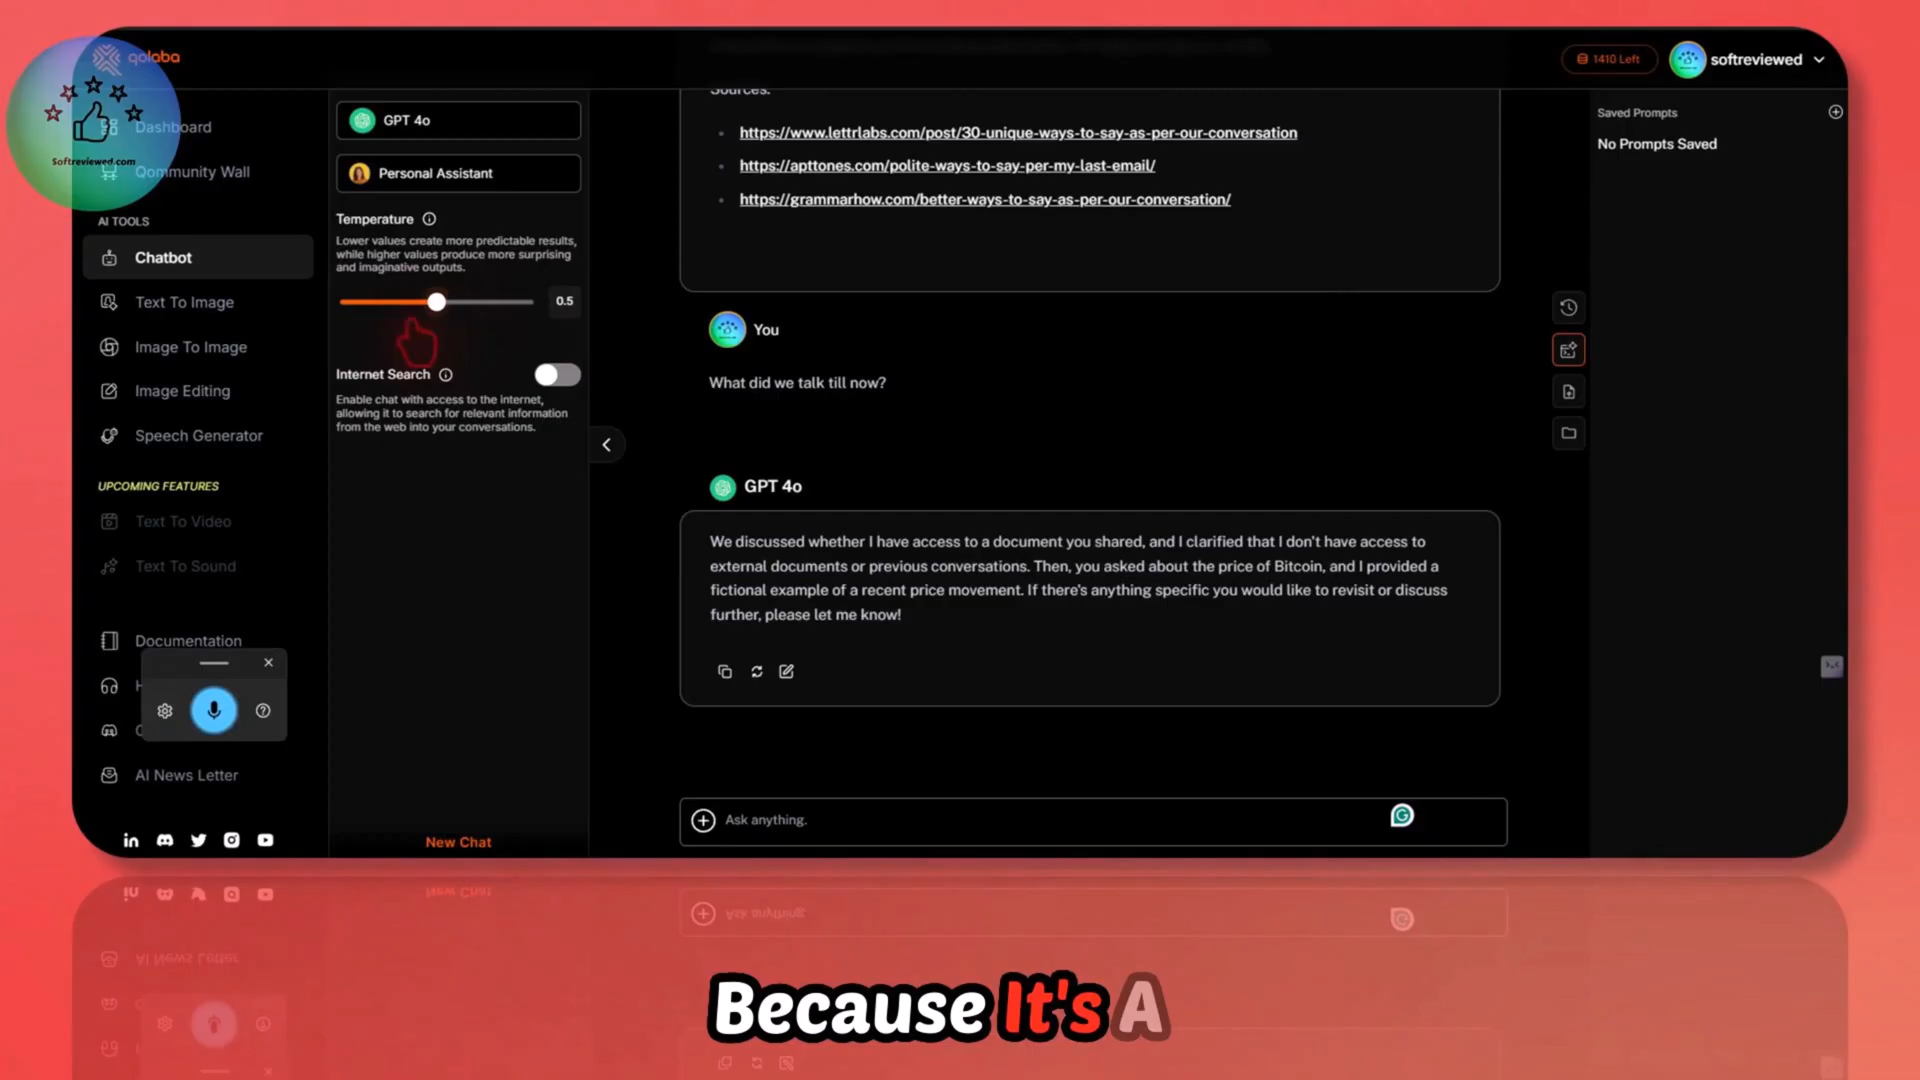 qolaba
1410 Left
softreviewed
Softreviewed.com
Dashboard
Qommunity Wall
AI TOOLS
Chatbot
Text To Image
Image To Image
Image Editing
Speech Generator
UPCOMING FEATURES
Text To Video
Text To Sound
Documentation
AI News Letter
GPT 4o
Personal Assistant
Temperature
Lower values create more predictable results,
while higher values produce more surprising
and imaginative outputs.
0.5
Internet Search
Enable chat with access to the internet,
allowing it to search for relevant information
from the web into your conversations.
New Chat
Sources:
https://www.lettrlabs.com/post/30-unique-ways-to-say-as-per-our-conversation
https://apttones.com/polite-ways-to-say-per-my-last-email/
https://grammarhow.com/better-ways-to-say-as-per-our-conversation/
You
What did we talk till now?
GPT 4o
We discussed whether I have access to a document you shared, and I clarified that I don't have access to
external documents or previous conversations. Then, you asked about the price of Bitcoin, and I provided a
fictional example of a recent price movement. If there's anything specific you would like to revisit or discuss
further, please let me know!
Ask anything.
Saved Prompts
No Prompts Saved
Because It's A